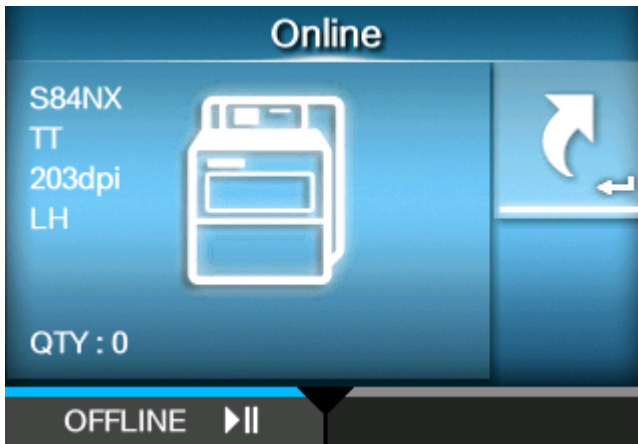 Online
S84NX
TT
203dpi
LH
QTY : 0
OFFLINE